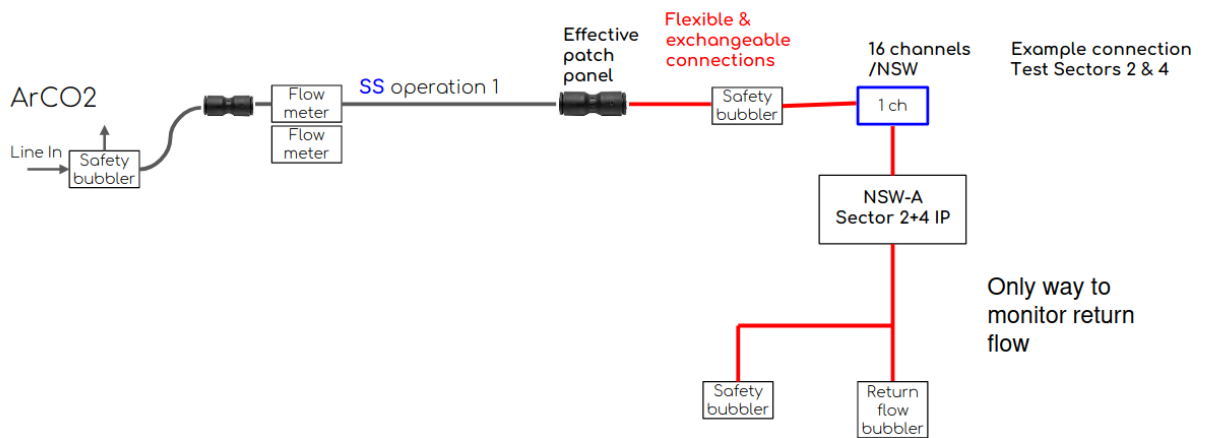 ArCO2
Line In
Safety
bubbler
Flow
meter
Flow
meter
SS operation 1
Effective
patch
panel
Flexible &
exchangeable
connections
Safety
bubbler
16 channels
/NSW
1 ch
Example connection
Test Sectors 2 & 4
NSW-A
Sector 2+4 IP
Only way to
monitor return
flow
Safety
bubbler
Return
flow
bubbler